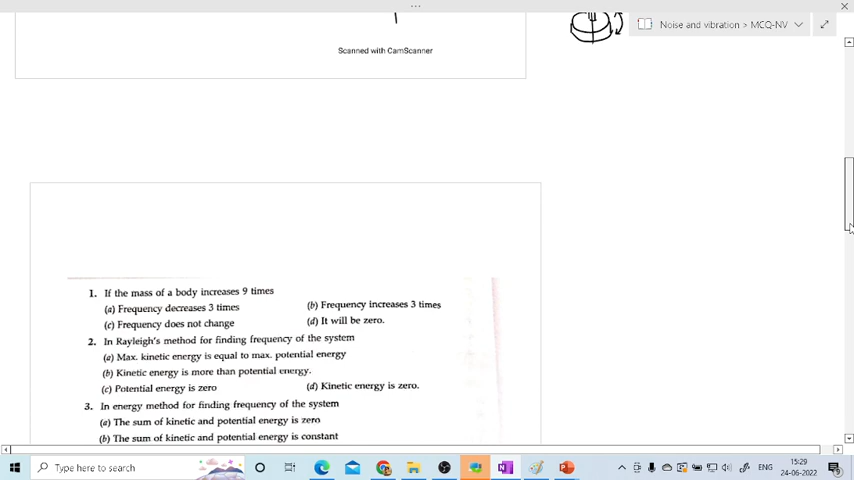 Noise and vibration > MCQ-NV
Scanned with CamScanner
1. If the mass of a body increases 9 times
(a) Frequency decreases 3 times (b) Frequency increases 3 times
(c) Frequency does not change (d) It will be zero.
2. In Rayleigh's method for finding frequency of the system
(a) Max. kinetic energy is equal to max. potential energy
(b) Kinetic energy is more than potential energy.
(c) Potential energy is zero (d) Kinetic energy is zero.
3. In energy method for finding frequency of the system
(a) The sum of kinetic and potential energy is zero
(b) The sum of kinetic and potential energy is constant
Type here to search
ENG
15:29
24-06-2022